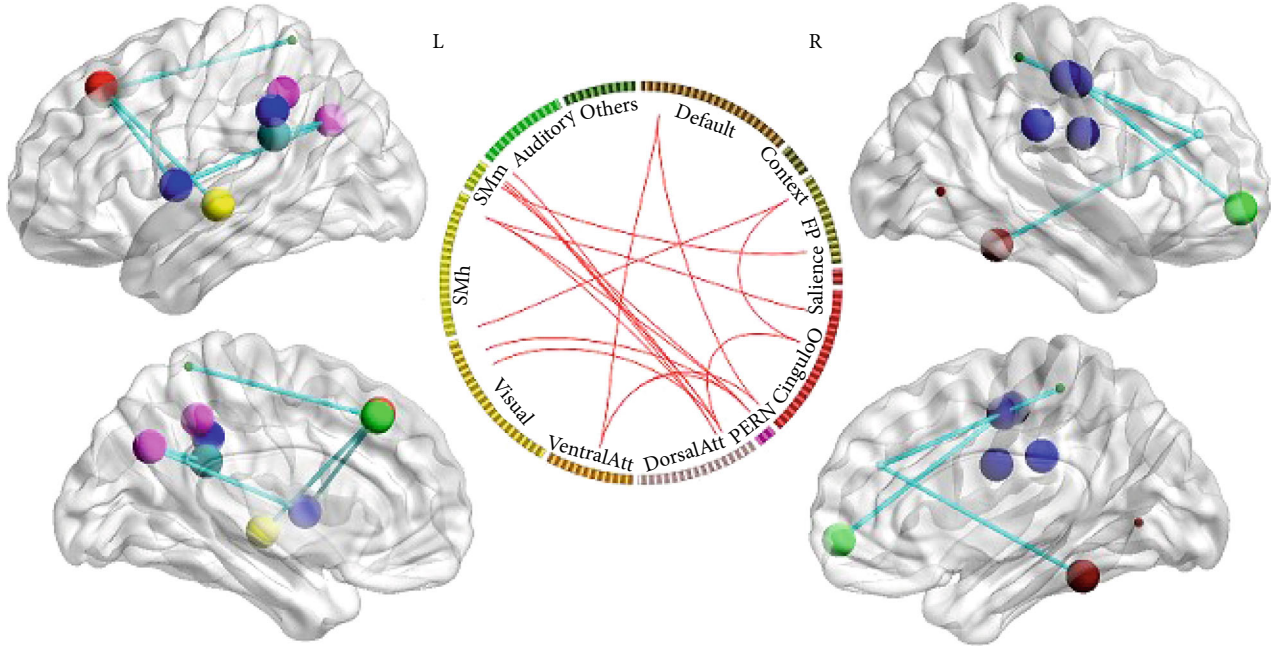 L
R
Default
Context
FP
Salience
CinguloO
PERN
DorsalAtt
VentralAtt
Visual
SMh
SMm
Auditory
Others